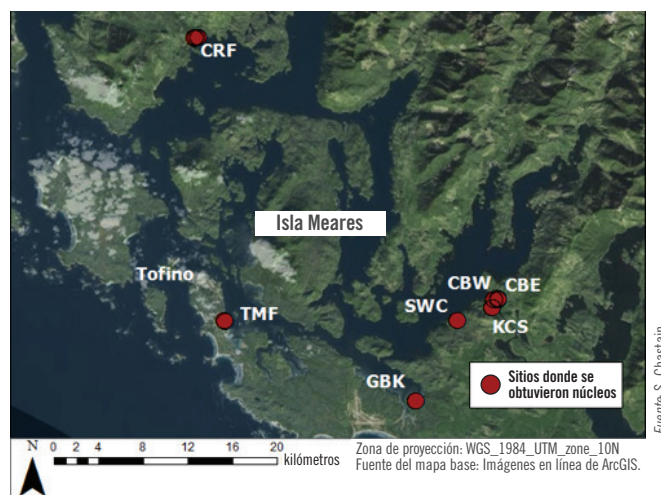 CRF
Isla Meares
Tofino
CBW
CBE
SWC
TMF
KCS
GBK
Sitios donde se
obtuvieron núcleos
Fuente S. Chastain
N
0 2 4 8 12 16 20
kilómetros
Zona de proyección: WGS_1984_UTM_zone_10N
Fuente del mapa base: Imágenes en línea de ArcGIS.